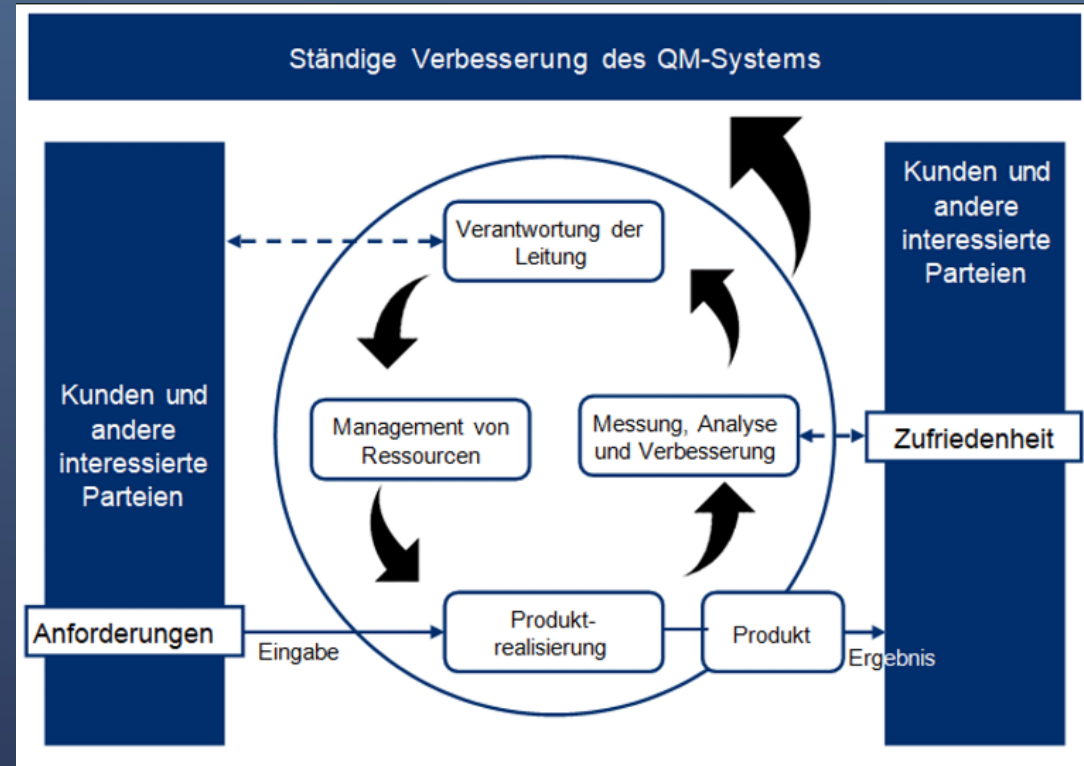 Ständige Verbesserung des QM-Systems
Kunden und
andere
interessierte
Parteien
Anforderungen
Eingabe
Verantwortung der
Leitung
Management von
Ressourcen
Messung, Analyse
und Verbesserung
Produkt-
realisierung
Produkt
Ergebnis
Kunden und
andere
interessierte
Parteien
Zufriedenheit